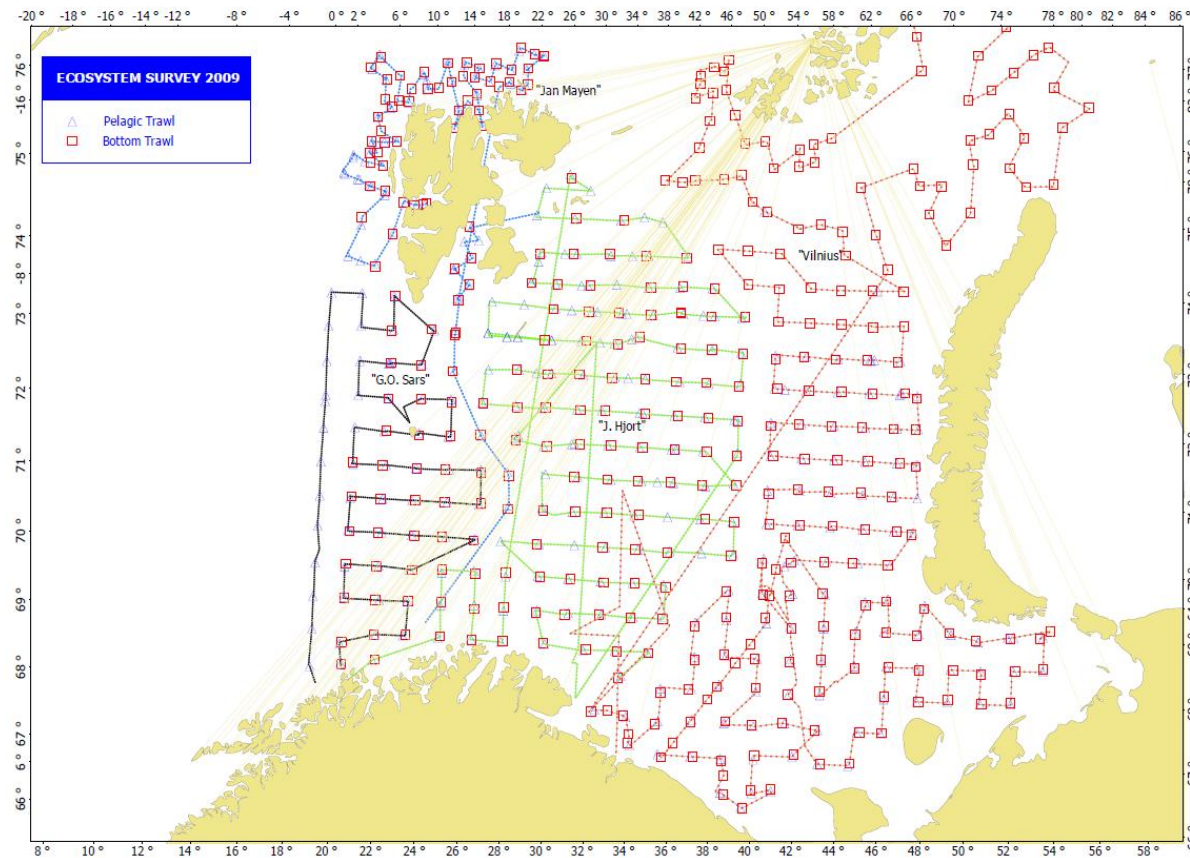 -20 ° -16 ° -8 ° -4 ° 0 2 6 10 14 18 22 ° 26 ° 30 ° 34 ° 38 ° 42 ° 46 ° 50 ° 54 ° 58 ° 62 ° 66 ° 70 ° 74 ° 78 ° 80 ° 82 ° 86 °
76 °
ECOSYSTEM SURVEY 2009
"Jan Mayen"
-16 °
Pelagic Trawl
Bottom Trawl
75 °
74 °
"Vilnius"
-8 °
73 °
"G.O. Sars"
72 °
"J. Hjort"
71 °
70 °
69 °
68 °
67 °
6 °
66 °
8 ° 10 ° 12 ° 14 ° 16 ° 18 ° 20 ° 22 ° 24 ° 26 ° 28 ° 30 ° 32 ° 34 ° 36 ° 38 ° 40 ° 42 ° 44 ° 46 ° 48 ° 50 ° 52 ° 54 ° 56 ° 58 °